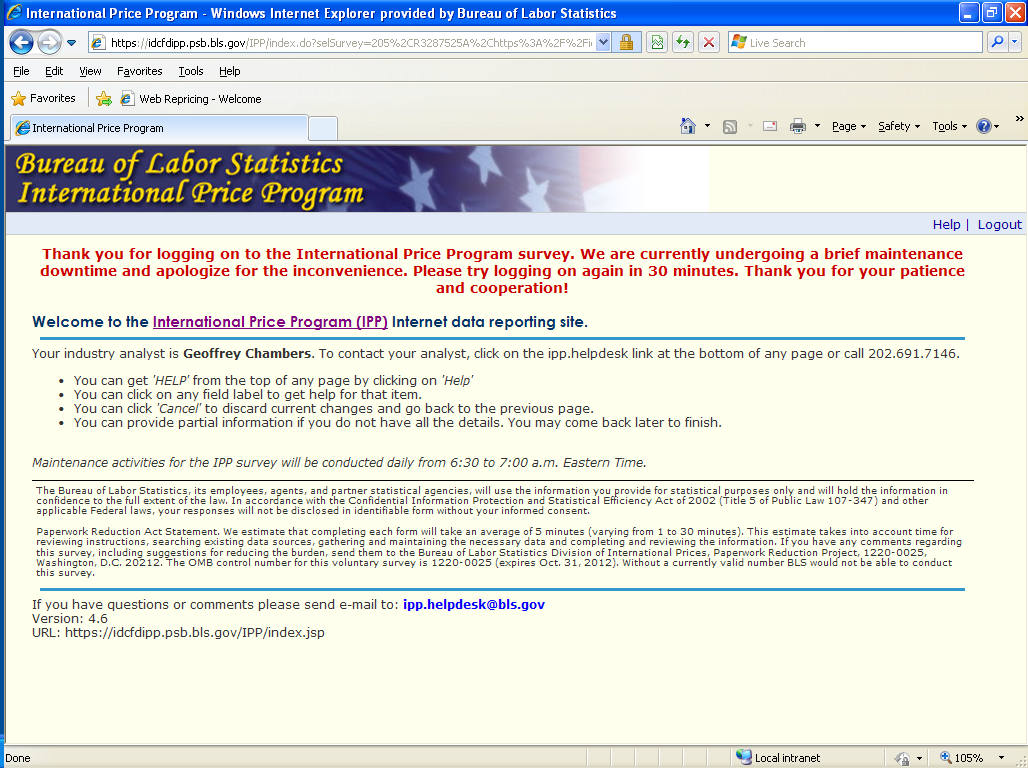 International Price Program - Windows Internet Explorer provided by Bureau of Labor Statistics
https://idcfdipp.psb.bls.gov/IPP/index.do?selSurvey=205%2CR3287525A%2Chttps%3A%2F%2Fi
Live Search
File Edit View Favorites Tools Help
Favorites Web Repricing - Welcome
International Price Program
Page Safety Tools »
Bureau of Labor Statistics
International Price Program
Help | Logout
Thank you for logging on to the International Price Program survey. We are currently undergoing a brief maintenance
downtime and apologize for the inconvenience. Please try logging on again in 30 minutes. Thank you for your patience
and cooperation!
Welcome to the International Price Program (IPP) Internet data reporting site.
Your industry analyst is Geoffrey Chambers. To contact your analyst, click on the ipp.helpdesk link at the bottom of any page or call 202.691.7146.
• You can get 'HELP' from the top of any page by clicking on 'Help'
• You can click on any field label to get help for that item.
• You can click 'Cancel' to discard current changes and go back to the previous page.
• You can provide partial information if you do not have all the details. You may come back later to finish.
Maintenance activities for the IPP survey will be conducted daily from 6:30 to 7:00 a.m. Eastern Time.
The Bureau of Labor Statistics, its employees, agents, and partner statistical agencies, will use the information you provide for statistical purposes only and will hold the information in
confidence to the full extent of the law. In accordance with the Confidential Information Protection and Statistical Efficiency Act of 2002 (Title 5 of Public Law 107-347) and other
applicable Federal laws, your responses will not be disclosed in identifiable form without your informed consent.
Paperwork Reduction Act Statement. We estimate that completing each form will take an average of 5 minutes (varying from 1 to 30 minutes). This estimate takes into account time for
reviewing instructions, searching existing data sources, gathering and maintaining the necessary data and completing and reviewing the information. If you have any comments regarding
this survey, including suggestions for reducing the burden, send them to the Bureau of Labor Statistics Division of International Prices, Paperwork Reduction Project, 1220-0025,
Washington, D.C. 20212. The OMB control number for this voluntary survey is 1220-0025 (expires Oct. 31, 2012). Without a currently valid number BLS would not be able to conduct
this survey.
If you have questions or comments please send e-mail to: ipp.helpdesk@bls.gov
Version: 4.6
URL: https://idcfdipp.psb.bls.gov/IPP/index.jsp
Done Local intranet 105%